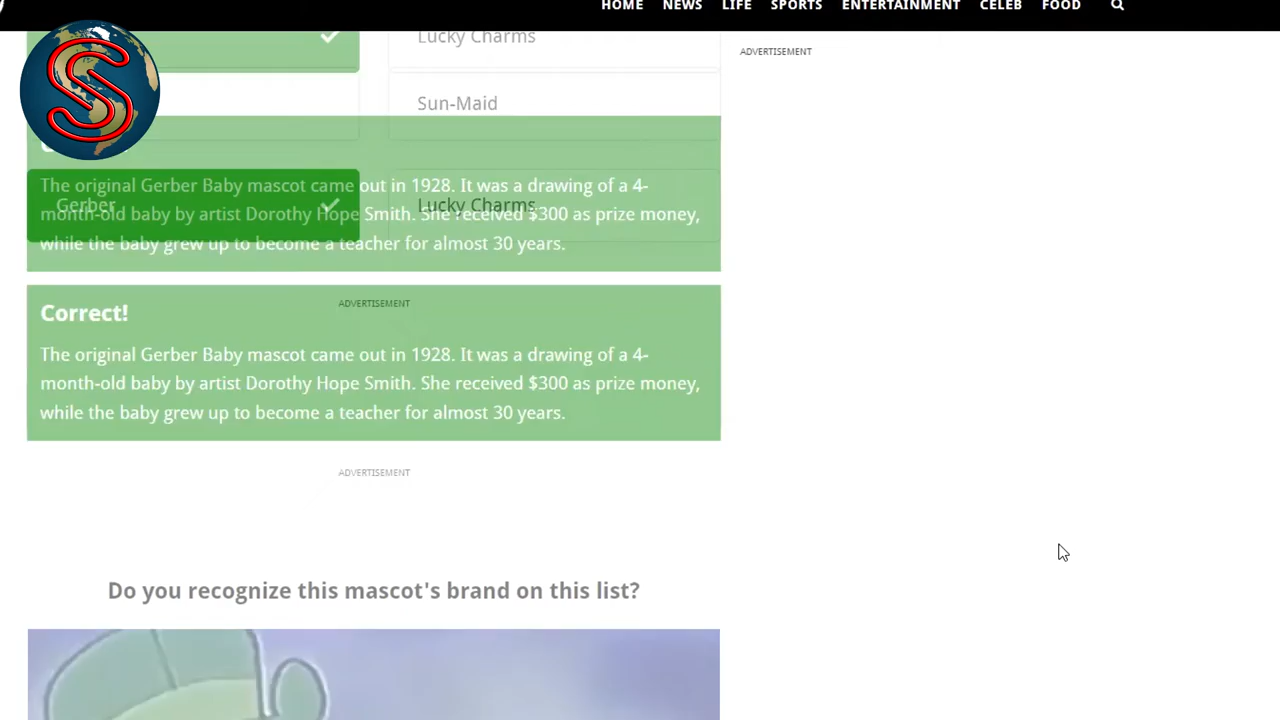 HOME NEWS LIFE SPORTS ENTERTAINMENT CELEB FOOD
Lucky Charms
ADVERTISEMENT
S
Sun-Maid
The original Gerber Baby mascot came out in 1928. It was a drawing of a 4-
Gerber
Lucky Charms
month-old baby by artist Dorothy Hope Smith. She received $300 as prize money,
while the baby grew up to become a teacher for almost 30 years.
ADVERTISEMENT
Correct!
The original Gerber Baby mascot came out in 1928. It was a drawing of a 4-
month-old baby by artist Dorothy Hope Smith. She received $300 as prize money,
while the baby grew up to become a teacher for almost 30 years.
ADVERTISEMENT
Do you recognize this mascot's brand on this list?